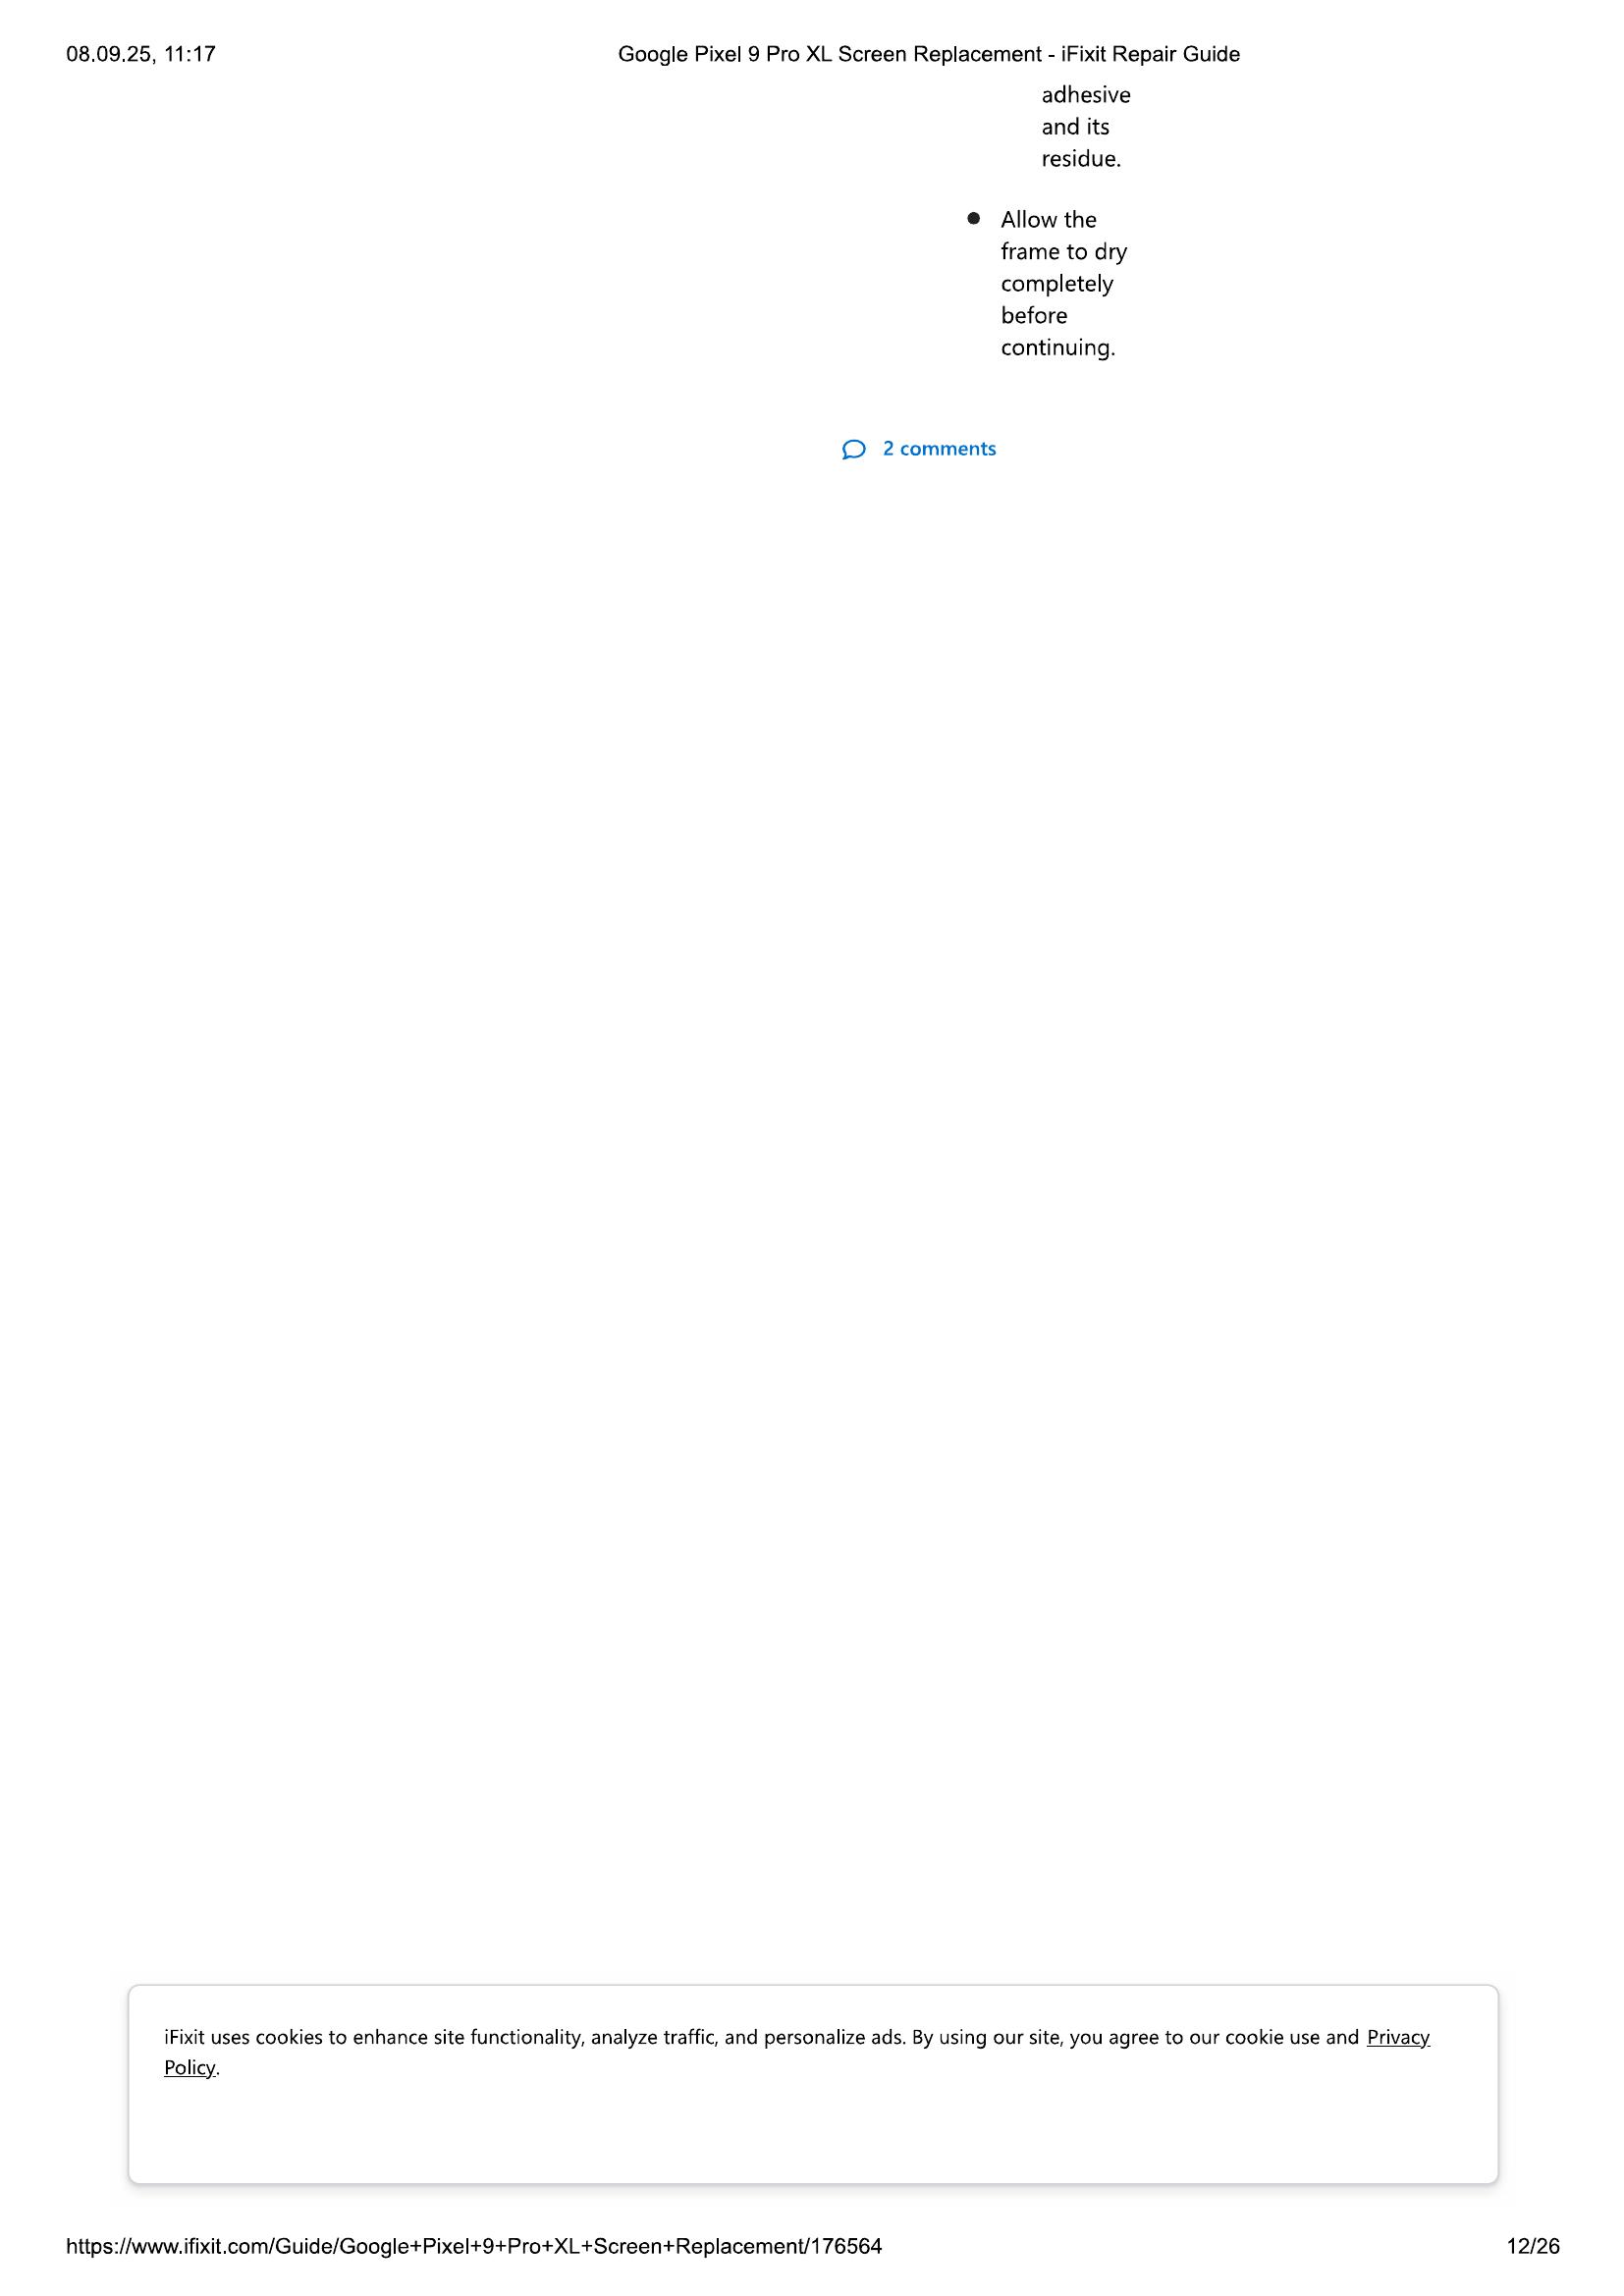 08.09.25, 11:17
Google Pixel 9 Pro XL Screen Replacement - iFixit Repair Guide
adhesive
and its
residue.
Allow the
frame to dry
completely
before
continuing.
2 comments
iFixit uses cookies to enhance site functionality, analyze traffic, and personalize ads. By using our site, you agree to our cookie use and Privacy
Policy.
https://www.ifixit.com/Guide/Google+Pixel+9+Pro+XL+Screen+Replacement/176564
12/26